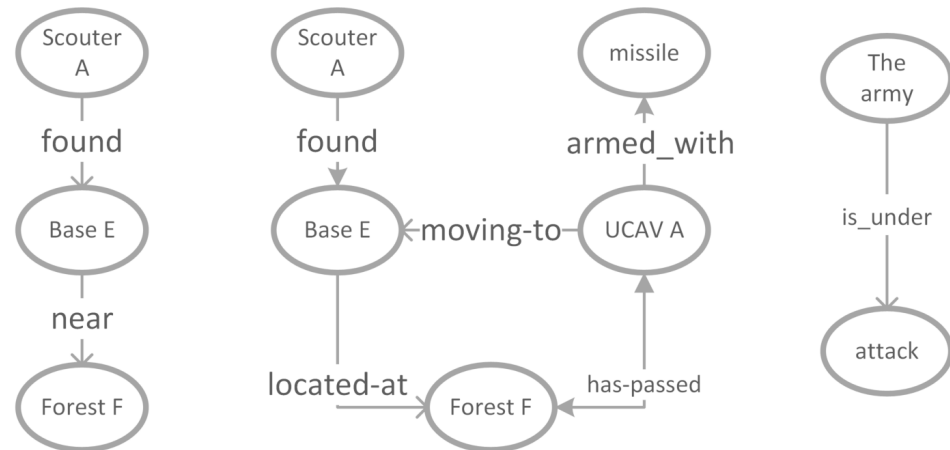 Scouter
A
found
Base E
near
Forest F
Scouter
A
found
Base E
located-at
Forest F
moving-to
missile
armed_with
UCAV A
has-passed
The
army
is_under
attack